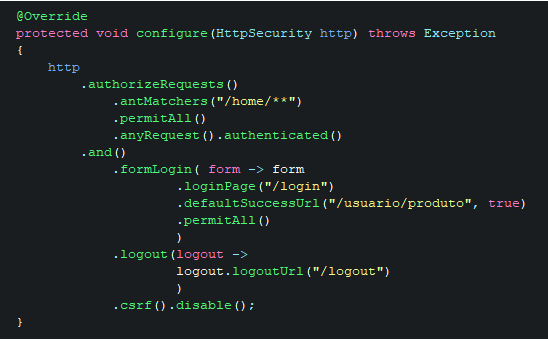 @Override
protected void configure(HttpSecurity http) throws Exception
{
    http
        .authorizeRequests()
            .antMatchers("/home/**")
            .permitAll()
            .anyRequest().authenticated()
        .and()
            .formLogin( form -> form
                    .loginPage("/login")
                    .defaultSuccessUrl("/usuario/produto", true)
                    .permitAll()
                    )
            .logout(logout ->
                    logout.logoutUrl("/logout")
                    )
            .csrf().disable();
}